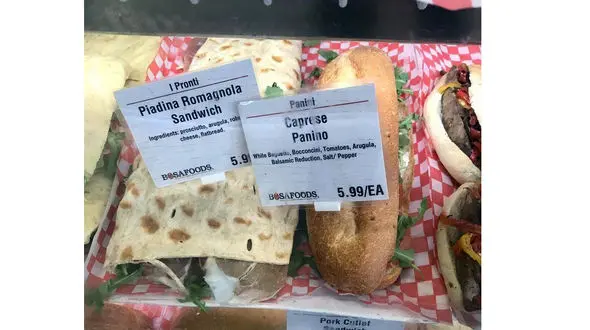 I Pronti
Piadina Romagnola
Sandwich
Ingredients: prosciutto, arugula,
cheese, flatbread.
BOSAFOODS.
5.9
Panini
Caprese
Panino
White Baguette, Bocconcini, Tomatoes, Arugula,
Balsamic Reduction, Salt/ Pepper
BOSAFOODS.
5.99/EA
Pork Cutlet
Sandwich